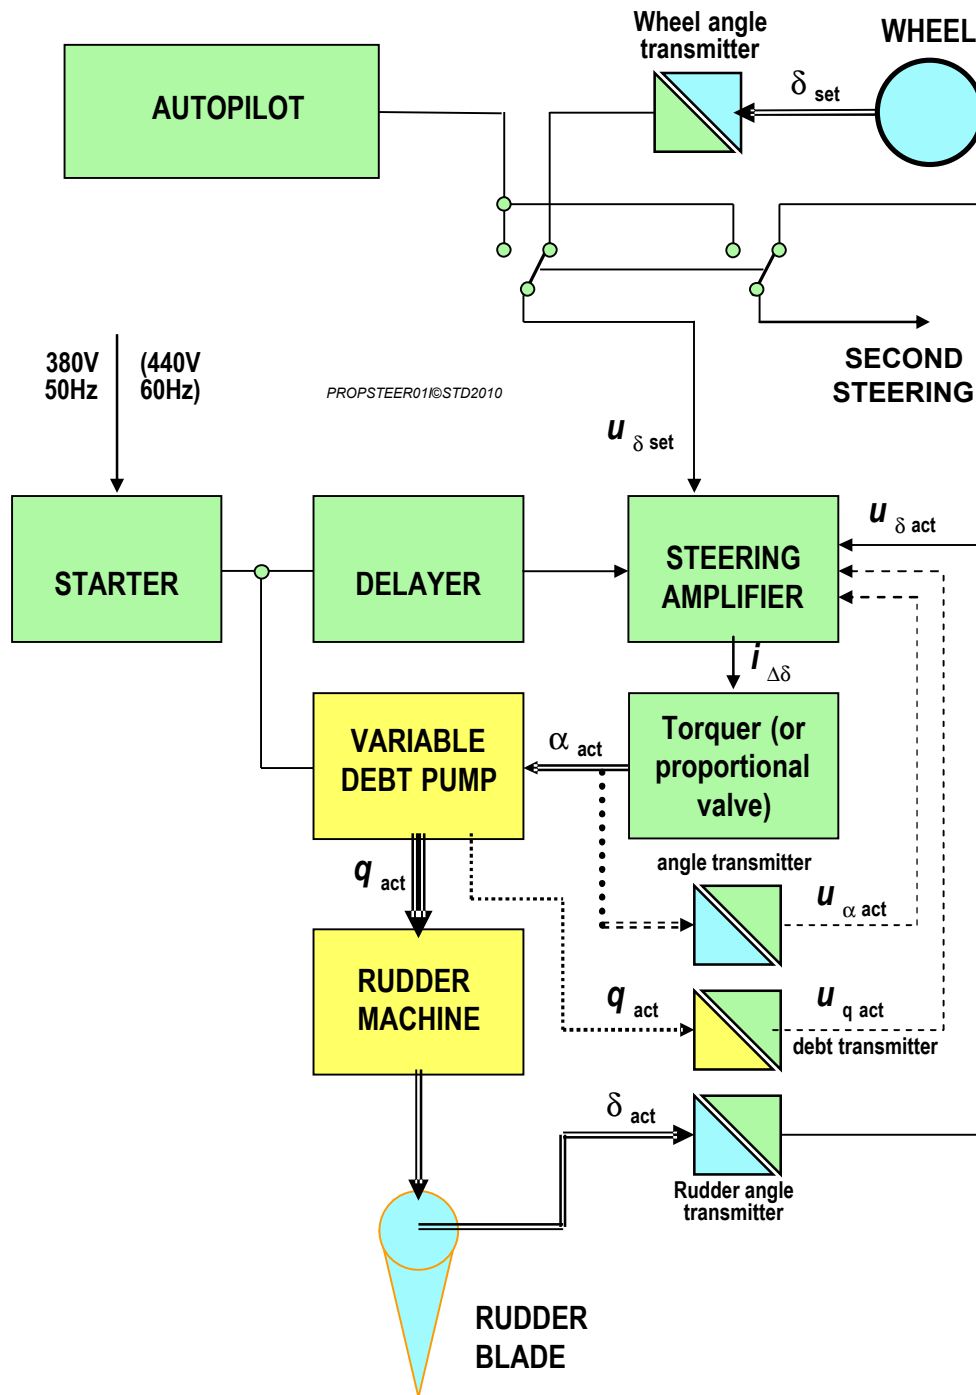 Wheel angle
transmitter
WHEEL
AUTOPILOT
δ set
380V (440V
50Hz 60Hz)
PROPSTEER01I©STD2010
SECOND
STEERING
u δ set
u δ act
STARTER
DELAYER
STEERING
AMPLIFIER
i Δδ
VARIABLE
DEBT PUMP
α act
Torquer (or
proportional
valve)
angle transmitter
q act
u α act
RUDDER
MACHINE
q act
u q act
debt transmitter
δ act
Rudder angle
transmitter
RUDDER
BLADE